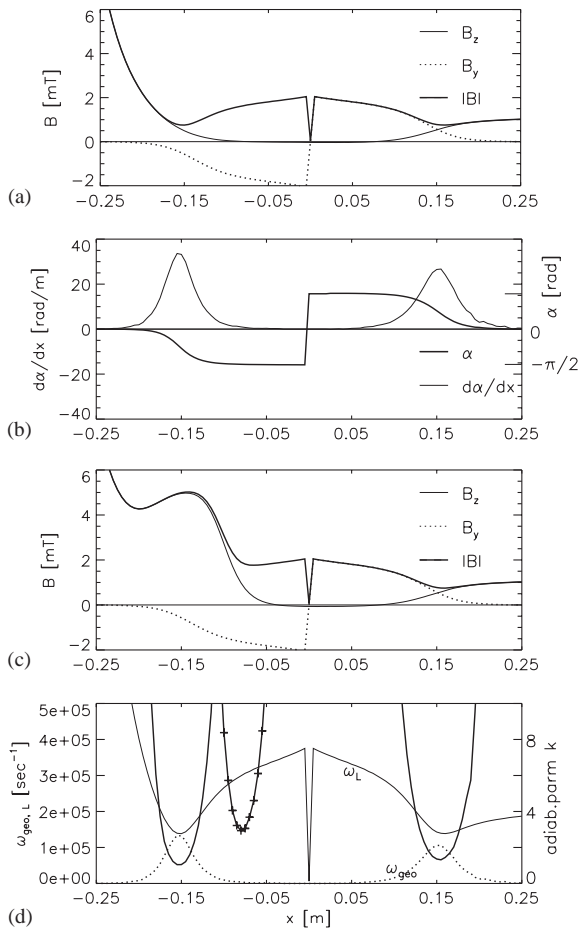 6
4
2
0
−2
B [mT]
B_z
B_y
|B|
(a)
−0.25 −0.15 −0.05 0.05 0.15 0.25
40
20
0
−20
−40
dα/dx [rad/m]
0
−π/2
α [rad]
α
dα/dx
(b)
−0.25 −0.15 −0.05 0.05 0.15 0.25
6
4
2
0
−2
B [mT]
B_z
B_y
|B|
(c)
−0.25 −0.15 −0.05 0.05 0.15 0.25
5e+05
4e+05
3e+05
2e+05
1e+05
0e+00
ω_geo, L [sec⁻¹]
ω_L
ω_geo
8
4
0
adiab.parm k
(d)
−0.25 −0.15 −0.05 0.05 0.15 0.25
x [m]